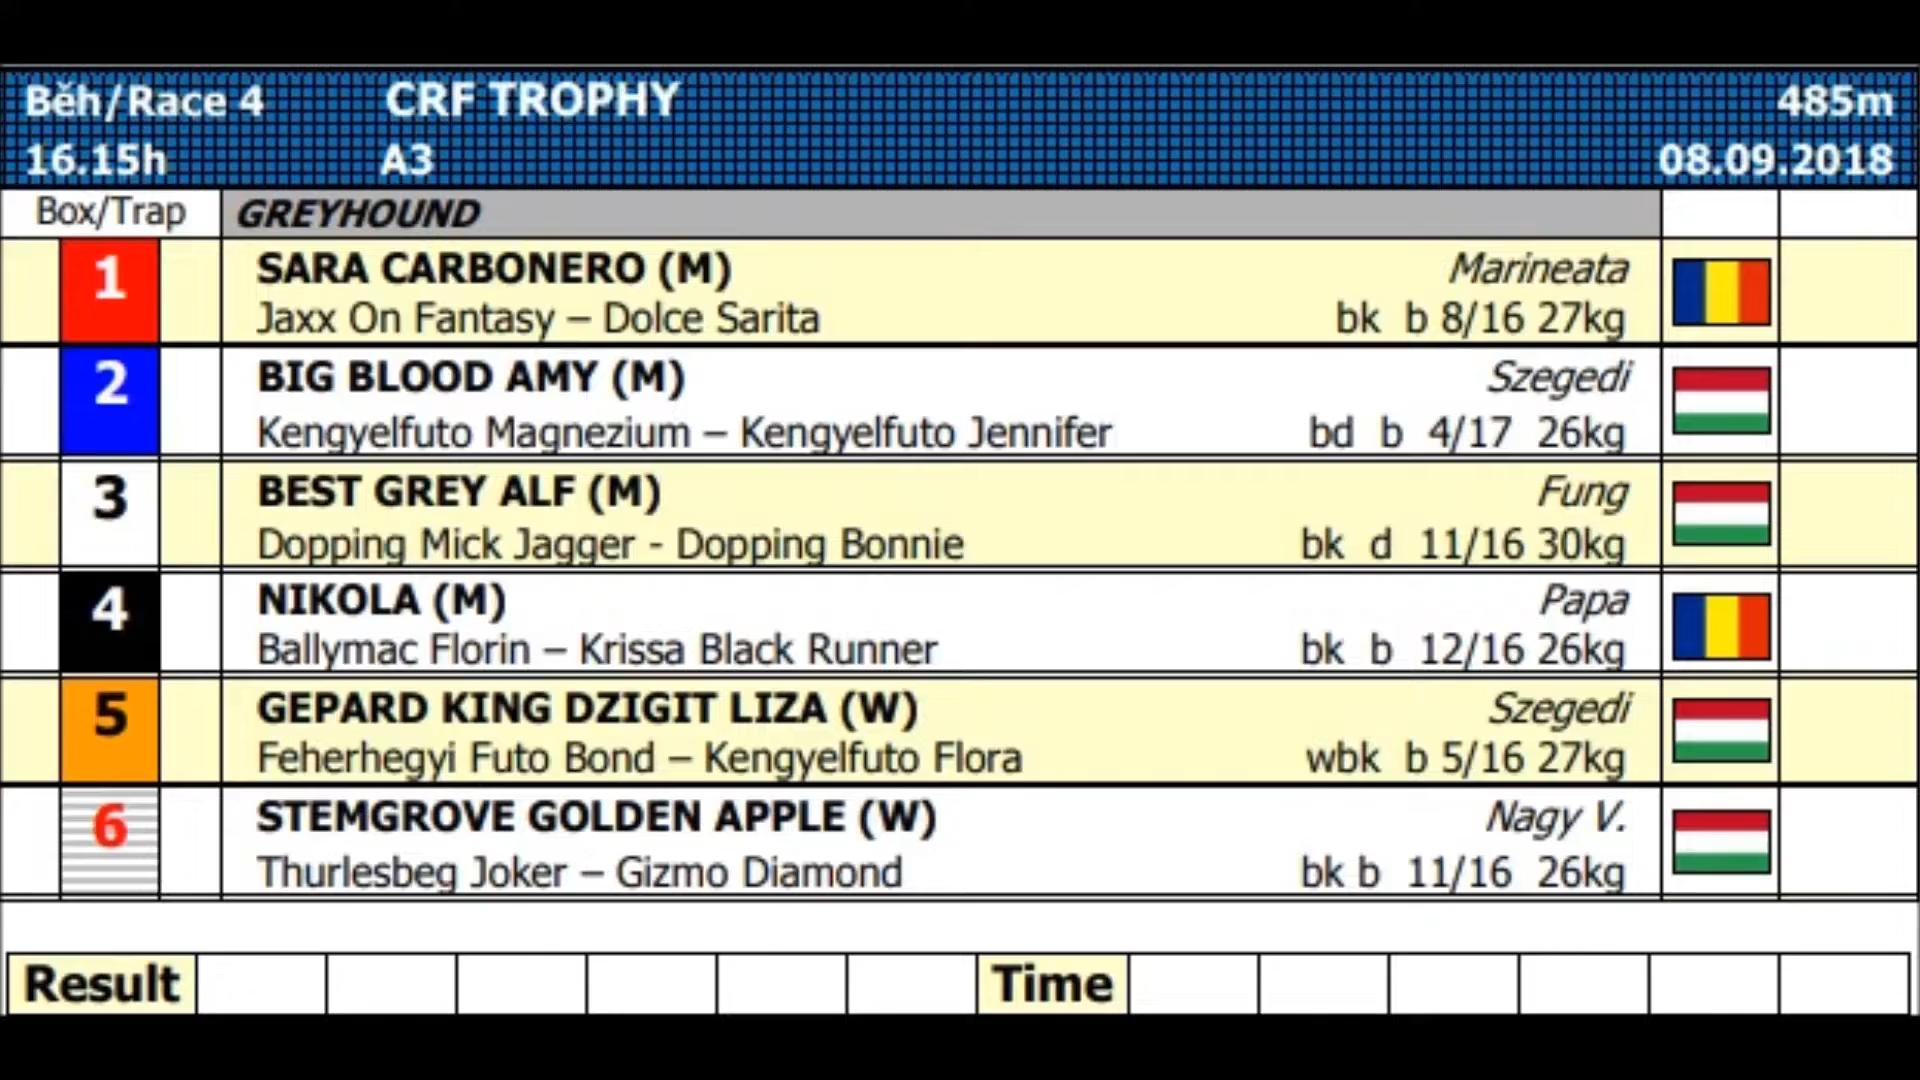 Běh/Race 4 CRF TROPHY 485m
16.15h A3 08.09.2018
Box/Trap GREYHOUND
1 SARA CARBONERO (M) Marineata
Jaxx On Fantasy – Dolce Sarita bk b 8/16 27kg
2 BIG BLOOD AMY (M) Szegedi
Kengyelfuto Magnezium – Kengyelfuto Jennifer bd b 4/17 26kg
3 BEST GREY ALF (M) Fung
Dopping Mick Jagger - Dopping Bonnie bk d 11/16 30kg
4 NIKOLA (M) Papa
Ballymac Florin – Krissa Black Runner bk b 12/16 26kg
5 GEPARD KING DZIGIT LIZA (W) Szegedi
Feherhegyi Futo Bond – Kengyelfuto Flora wbk b 5/16 27kg
6 STEMGROVE GOLDEN APPLE (W) Nagy V.
Thurlesbeg Joker – Gizmo Diamond bk b 11/16 26kg
Result Time